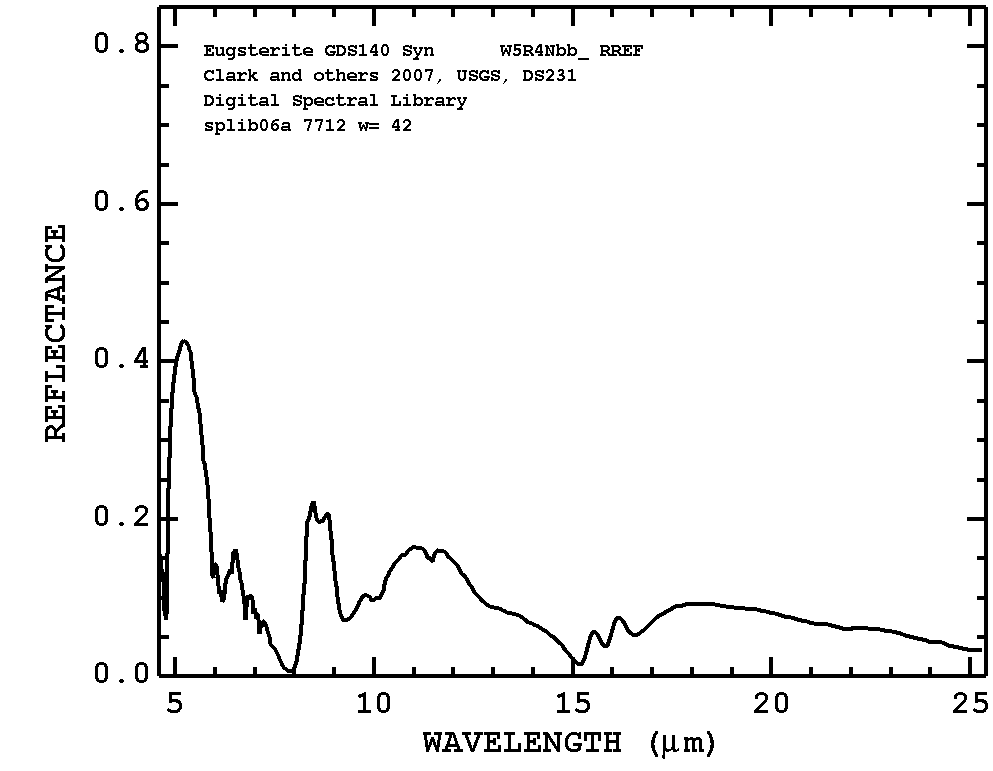 0.8
Eugsterite GDS140 Syn W5R4Nbb_ RREF
Clark and others 2007, USGS, DS231
Digital Spectral Library
splib06a 7712 w= 42
0.6
REFLECTANCE
0.4
0.2
0.0
5 10 15 20 25
WAVELENGTH (μm)